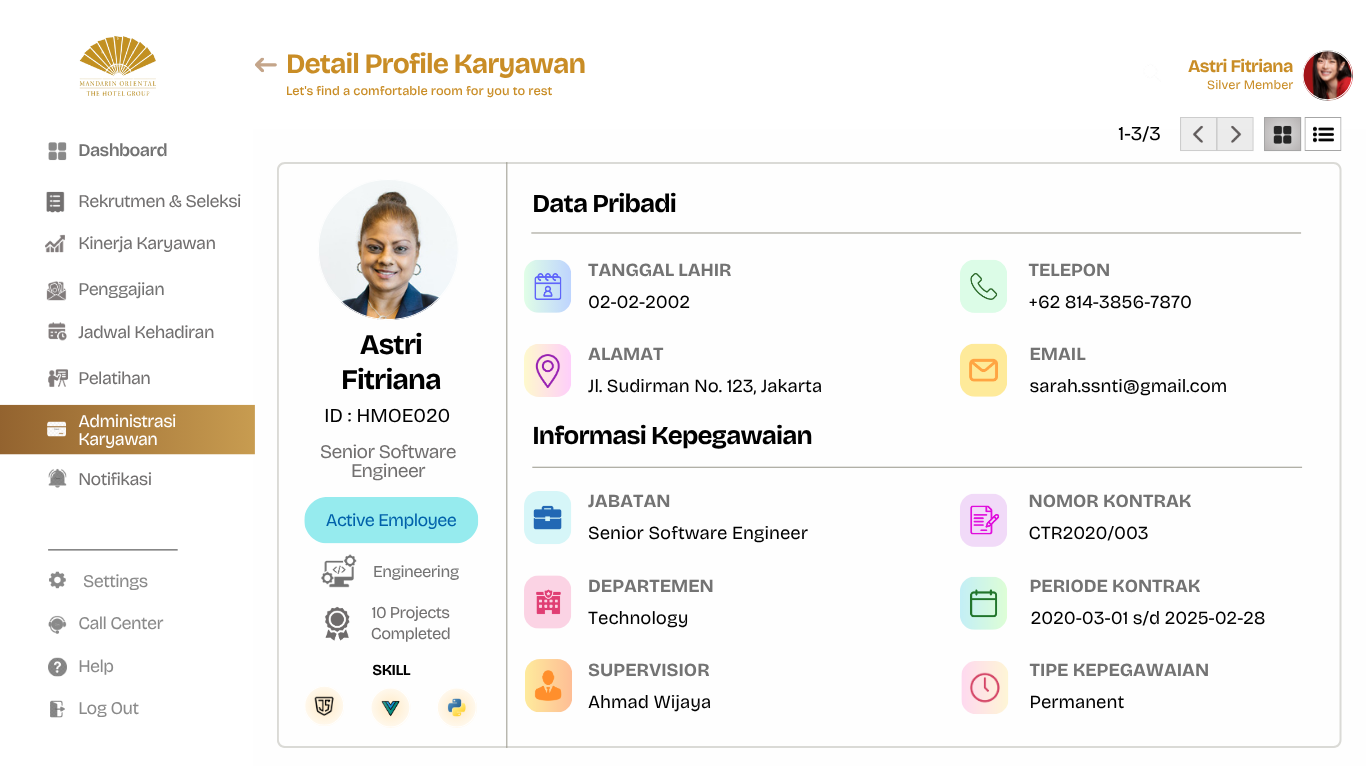 MANDARIN ORIENTAL
THE HOTEL GROUP
Detail Profile Karyawan
Let's find a comfortable room for you to rest
Astri Fitriana
Silver Member
1-3/3
Dashboard
Rekrutmen & Seleksi
Kinerja Karyawan
Penggajian
Jadwal Kehadiran
Pelatihan
Administrasi
Karyawan
Notifikasi
Settings
Call Center
Help
Log Out
Astri
Fitriana
ID : HMOE020
Senior Software
Engineer
Active Employee
</> Engineering
10 Projects
Completed
SKILL
JS
Data Pribadi
TANGGAL LAHIR
02-02-2002
TELEPON
+62 814-3856-7870
ALAMAT
Jl. Sudirman No. 123, Jakarta
EMAIL
sarah.ssnti@gmail.com
Informasi Kepegawaian
JABATAN
Senior Software Engineer
NOMOR KONTRAK
CTR2020/003
DEPARTEMEN
Technology
PERIODE KONTRAK
2020-03-01 s/d 2025-02-28
SUPERVISIOR
Ahmad Wijaya
TIPE KEPEGAWAIAN
Permanent